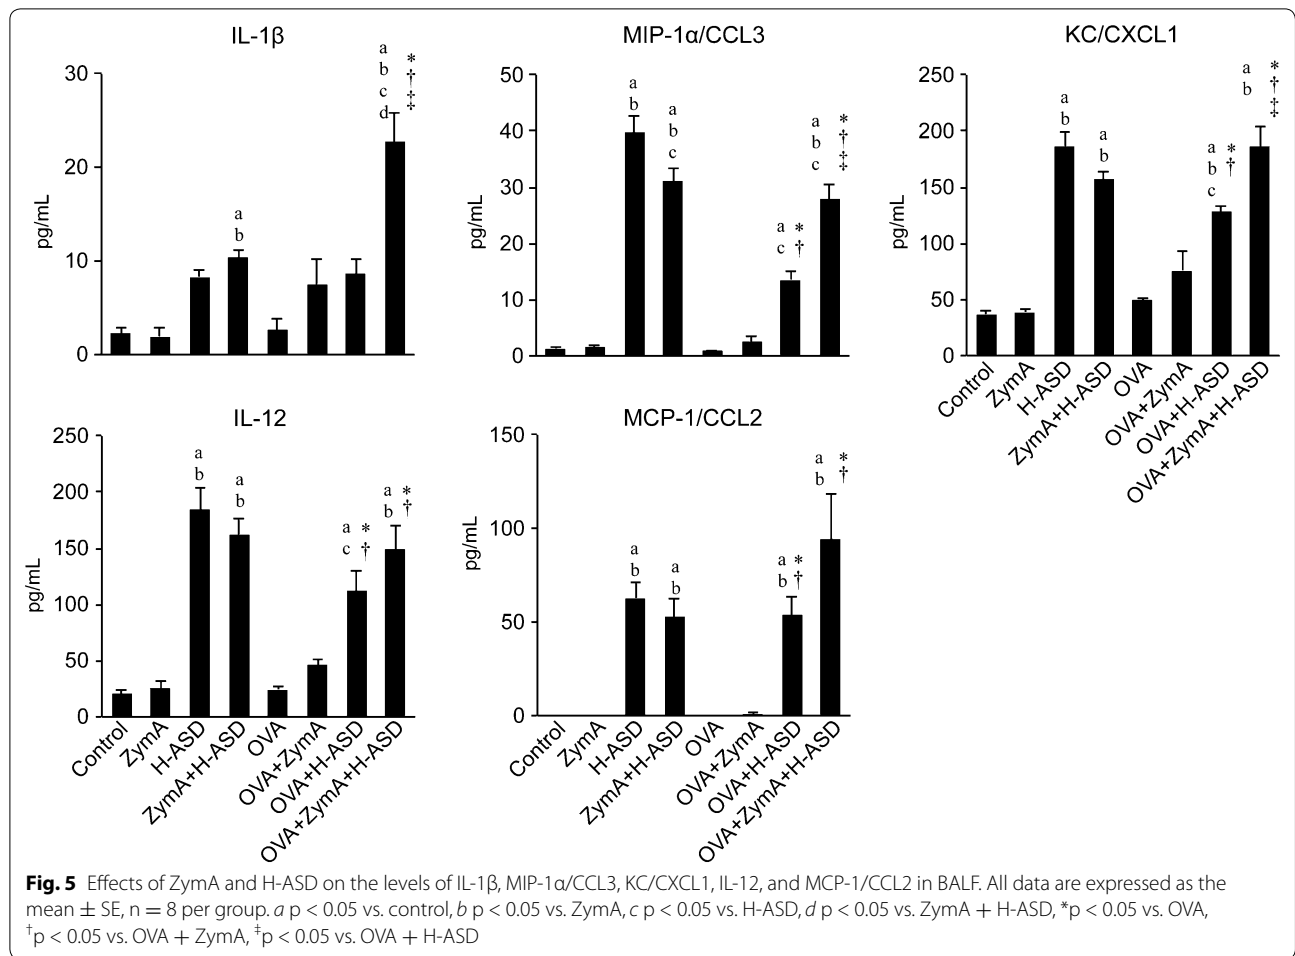 IL-1β
pg/mL
30
20
10
0
a
b
a
b
c
d
*
†
‡
MIP-1α/CCL3
pg/mL
50
40
30
20
10
0
a
b
a
b
c
a
c
*
†
a
b
c
*
†
‡
KC/CXCL1
pg/mL
250
200
150
100
50
0
a
b
a
b
a
b
c
*
†
a
b
*
†
‡
Control
ZymA
H-ASD
ZymA+H-ASD
OVA
OVA+ZymA
OVA+H-ASD
OVA+ZymA+H-ASD
IL-12
pg/mL
250
200
150
100
50
0
a
b
a
b
a
c
*
†
a
b
*
†
Control
ZymA
H-ASD
ZymA+H-ASD
OVA
OVA+ZymA
OVA+H-ASD
OVA+ZymA+H-ASD
MCP-1/CCL2
pg/mL
150
100
50
0
a
b
a
b
a
b
*
†
a
b
*
†
Control
ZymA
H-ASD
ZymA+H-ASD
OVA
OVA+ZymA
OVA+H-ASD
OVA+ZymA+H-ASD
Fig. 5 Effects of ZymA and H-ASD on the levels of IL-1β, MIP-1α/CCL3, KC/CXCL1, IL-12, and MCP-1/CCL2 in BALF. All data are expressed as the
mean ± SE, n = 8 per group. a p < 0.05 vs. control, b p < 0.05 vs. ZymA, c p < 0.05 vs. H-ASD, d p < 0.05 vs. ZymA + H-ASD, *p < 0.05 vs. OVA,
†p < 0.05 vs. OVA + ZymA, ‡p < 0.05 vs. OVA + H-ASD